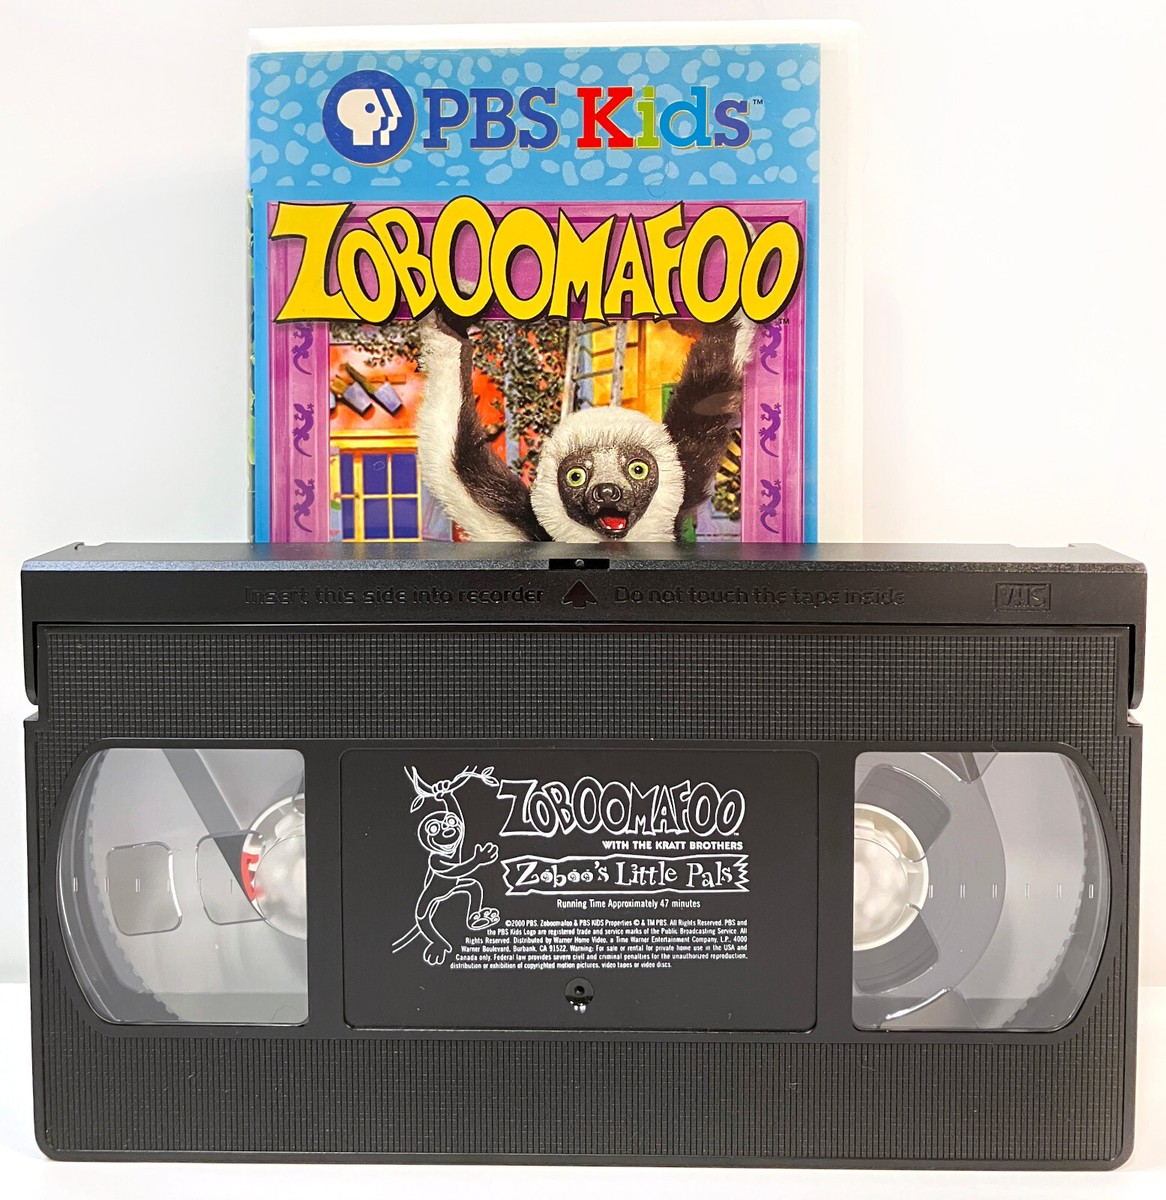 PBS Kids™
ZOBOOMAFOO™
Insert this side into recorder Do not touch the tape inside VHS
ZOBOOMAFOO™
WITH THE KRATT BROTHERS
Zoboo's Little Pals
Running Time Approximately 47 minutes
©2000 PBS. Zoboomafoo & PBS KIDS Properties © & TM PBS. All Rights Reserved. PBS and
the PBS Kids Logo are registered trade and service marks of the Public Broadcasting Service. All
Rights Reserved. Distributed by Warner Home Video, a Time Warner Entertainment Company, L.P., 4000
Warner Boulevard, Burbank, CA 91522. Warning: For sale or rental for private home use in the USA and
Canada only. Federal law provides severe civil and criminal penalties for the unauthorized reproduction,
distribution or exhibition of copyrighted motion pictures, video tapes or video discs.